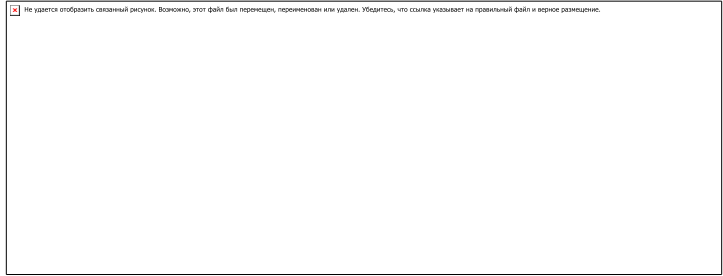 Не удается отобразить связанный рисунок. Возможно, этот файл был перемещен, переименован или удален. Убедитесь, что ссылка указывает на правильный файл и верное размещение.